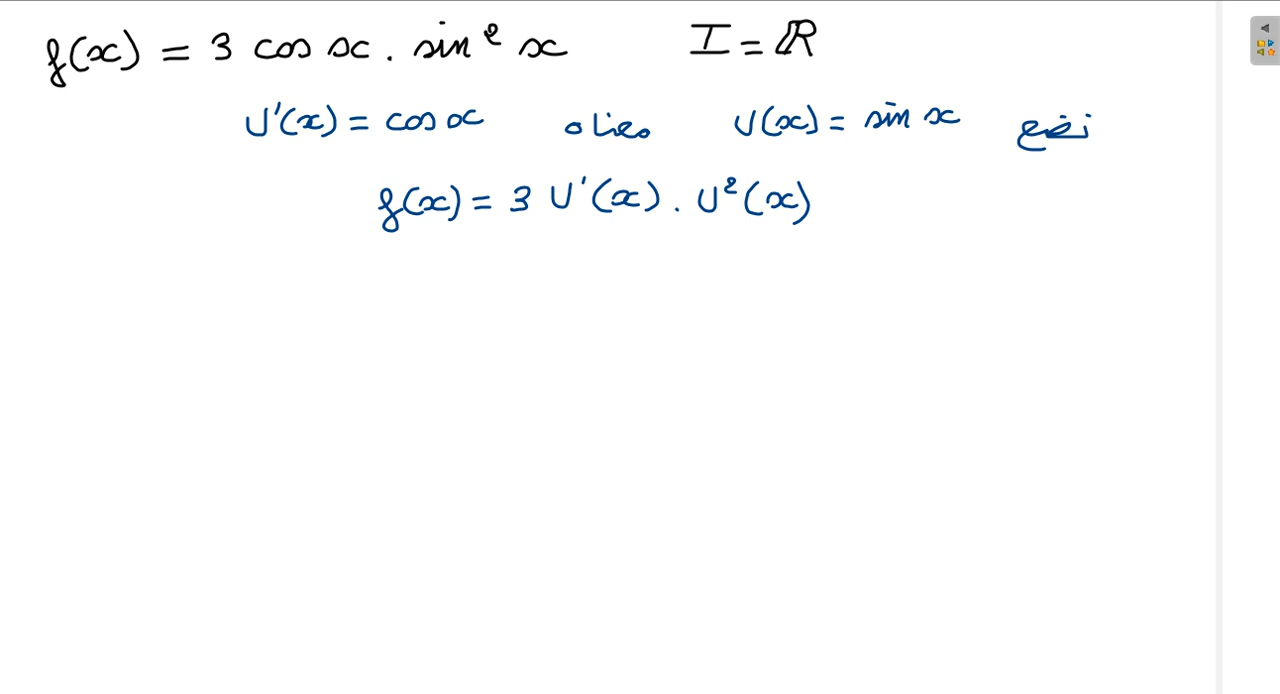 f(x) = 3 cos x . sin² x I = ℝ
نضع U(x) = sin x ومنه U'(x) = cos x
f(x) = 3 U'(x) . U²(x)